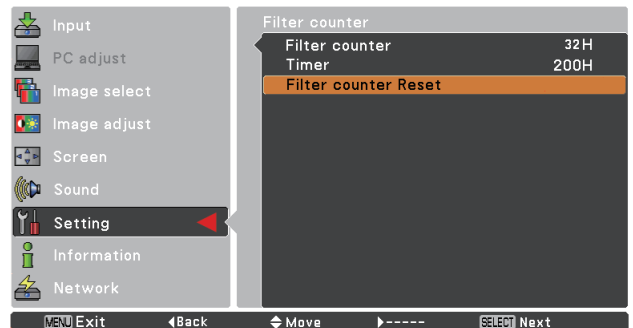 Input
PC adjust
Image select
Image adjust
Screen
Sound
Setting
Information
Network
Filter counter
Filter counter 32H
Timer 200H
Filter counter Reset
MENU Exit Back Move ----- SELECT Next